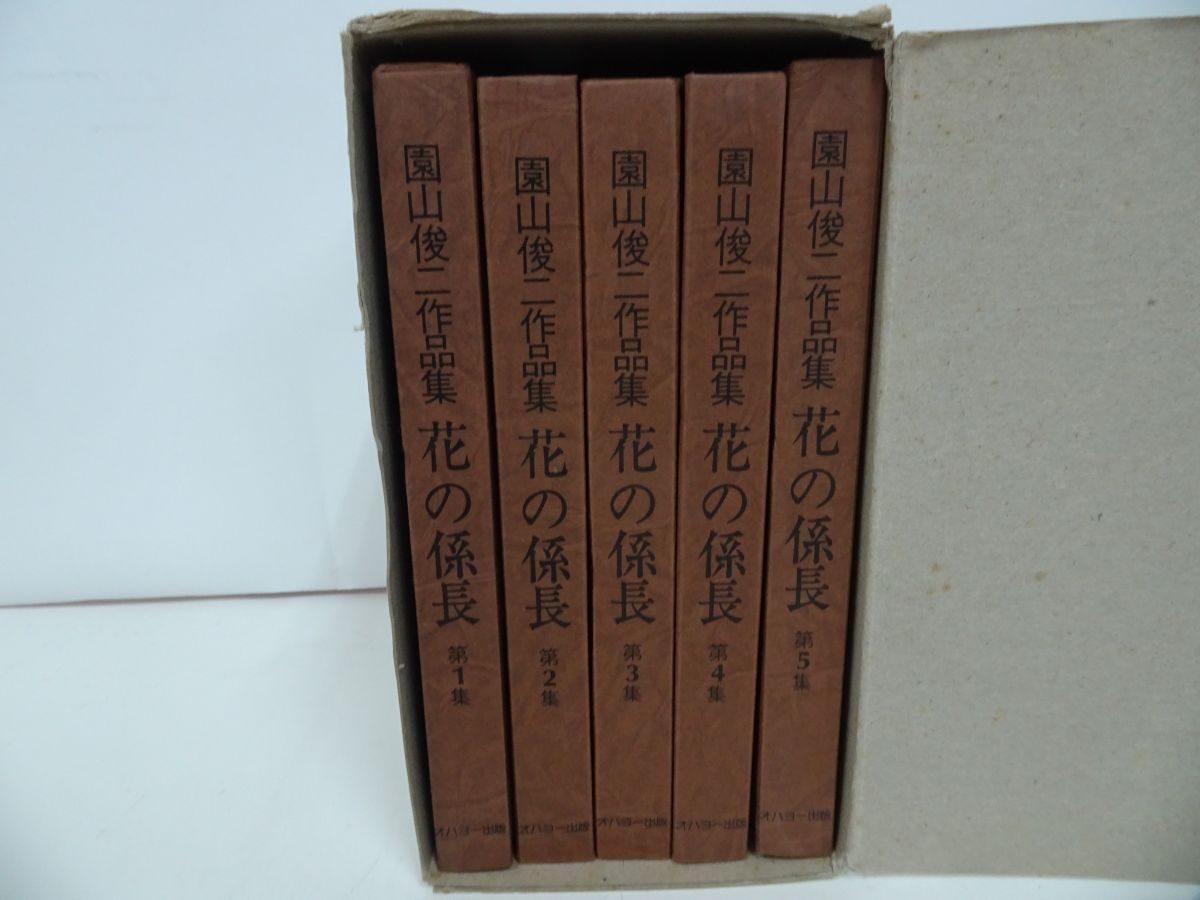 園山俊二作品集 花の係長 第1集
オハヨー出版
園山俊二作品集 花の係長 第2集
オハヨー出版
園山俊二作品集 花の係長 第3集
オハヨー出版
園山俊二作品集 花の係長 第4集
オハヨー出版
園山俊二作品集 花の係長 第5集
オハヨー出版